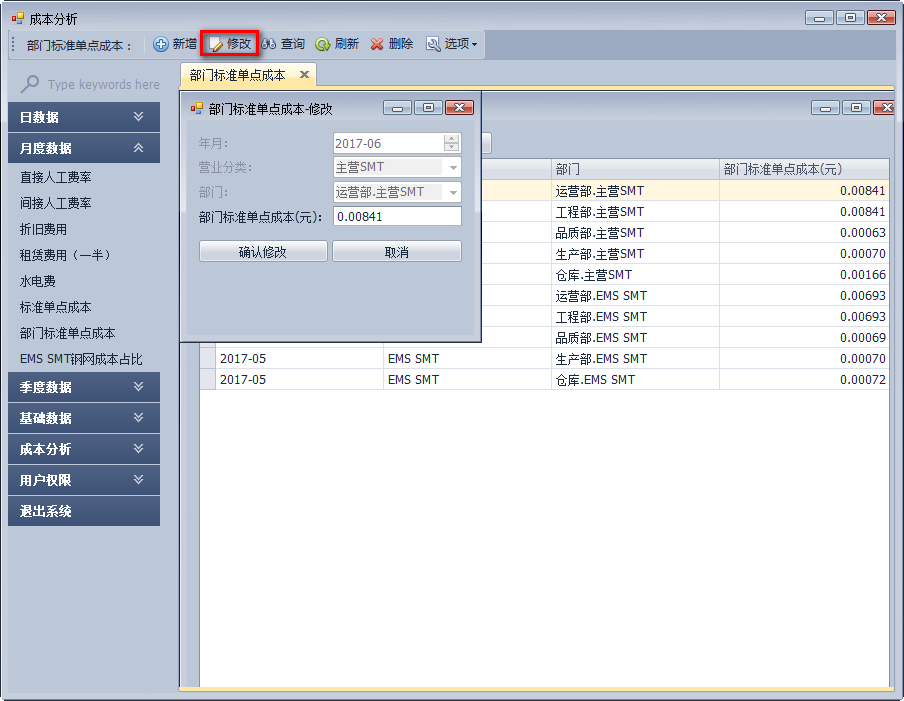 成本分析
部门标准单点成本： 新增 修改 查询 刷新 删除 选项
Type keywords here
日数据
月度数据
直接人工费率
间接人工费率
折旧费用
租赁费用（一半）
水电费
标准单点成本
部门标准单点成本
EMS SMT钢网成本占比
季度数据
基础数据
成本分析
用户权限
退出系统
部门标准单点成本
部门标准单点成本-修改
年月: 2017-06
营业分类: 主营SMT
部门: 运营部.主营SMT
部门标准单点成本(元): 0.00841
确认修改 取消
部门 部门标准单点成本(元)
运营部.主营SMT 0.00841
工程部.主营SMT 0.00841
品质部.主营SMT 0.00063
生产部.主营SMT 0.00070
仓库.主营SMT 0.00166
运营部.EMS SMT 0.00693
工程部.EMS SMT 0.00693
品质部.EMS SMT 0.00069
2017-05 EMS SMT 生产部.EMS SMT 0.00070
2017-05 EMS SMT 仓库.EMS SMT 0.00072